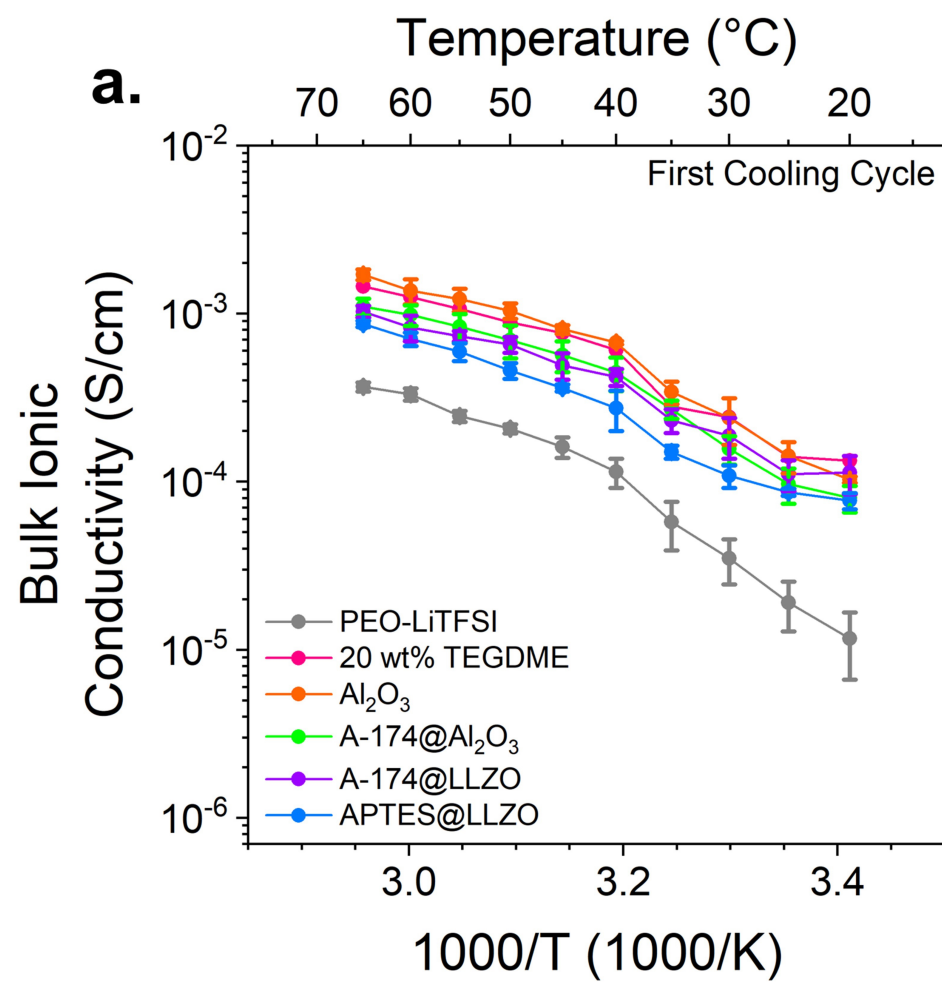 Temperature (°C)
a.
70 60 50 40 30 20
10⁻²
First Cooling Cycle
10⁻³
10⁻⁴
10⁻⁵
10⁻⁶
Bulk Ionic
Conductivity (S/cm)
PEO-LiTFSI
20 wt% TEGDME
Al₂O₃
A-174@Al₂O₃
A-174@LLZO
APTES@LLZO
3.0 3.2 3.4
1000/T (1000/K)